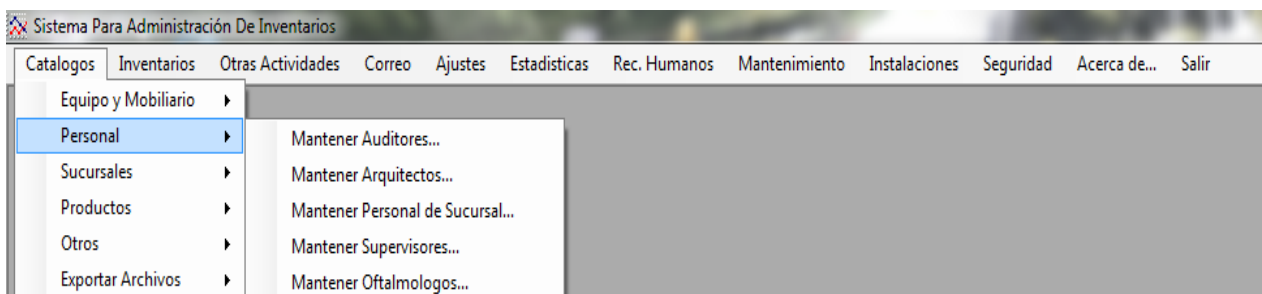 Sistema Para Administración De Inventarios
Catalogos Inventarios Otras Actividades Correo Ajustes Estadisticas Rec. Humanos Mantenimiento Instalaciones Seguridad Acerca de... Salir
Equipo y Mobiliario
Personal
Sucursales
Productos
Otros
Exportar Archivos
Mantener Auditores...
Mantener Arquitectos...
Mantener Personal de Sucursal...
Mantener Supervisores...
Mantener Oftalmologos...